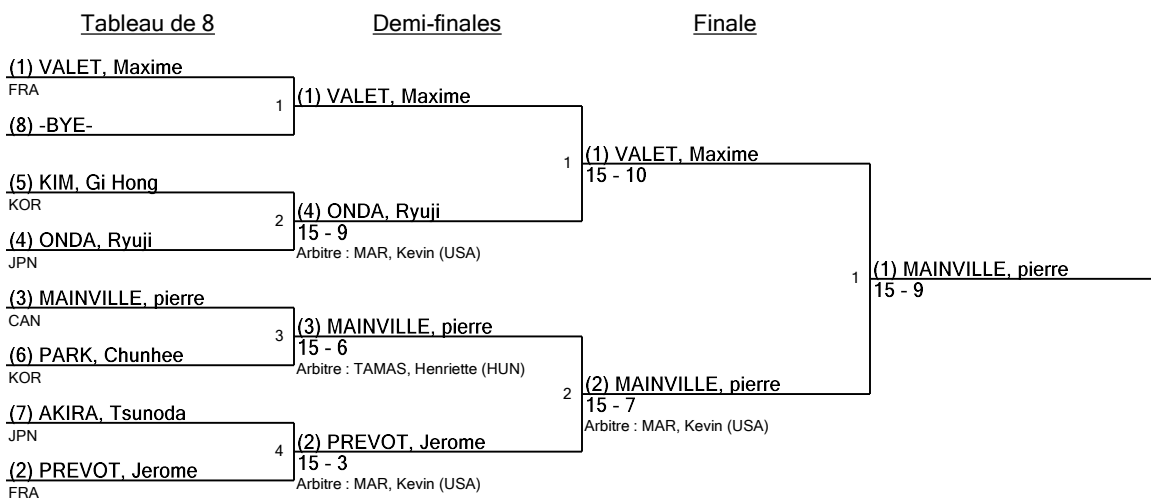 Tableau de 8
Demi-finales
Finale
(1) VALET, Maxime
FRA
1
(8) -BYE-
(5) KIM, Gi Hong
KOR
2
(4) ONDA, Ryuji
JPN
(3) MAINVILLE, pierre
CAN
3
(6) PARK, Chunhee
KOR
(7) AKIRA, Tsunoda
JPN
4
(2) PREVOT, Jerome
FRA
(1) VALET, Maxime
1
(4) ONDA, Ryuji
15 - 9
Arbitre : MAR, Kevin (USA)
(3) MAINVILLE, pierre
15 - 6
Arbitre : TAMAS, Henriette (HUN)
2
(2) PREVOT, Jerome
15 - 3
Arbitre : MAR, Kevin (USA)
(1) VALET, Maxime
15 - 10
1
(2) MAINVILLE, pierre
15 - 7
Arbitre : MAR, Kevin (USA)
(1) MAINVILLE, pierre
15 - 9